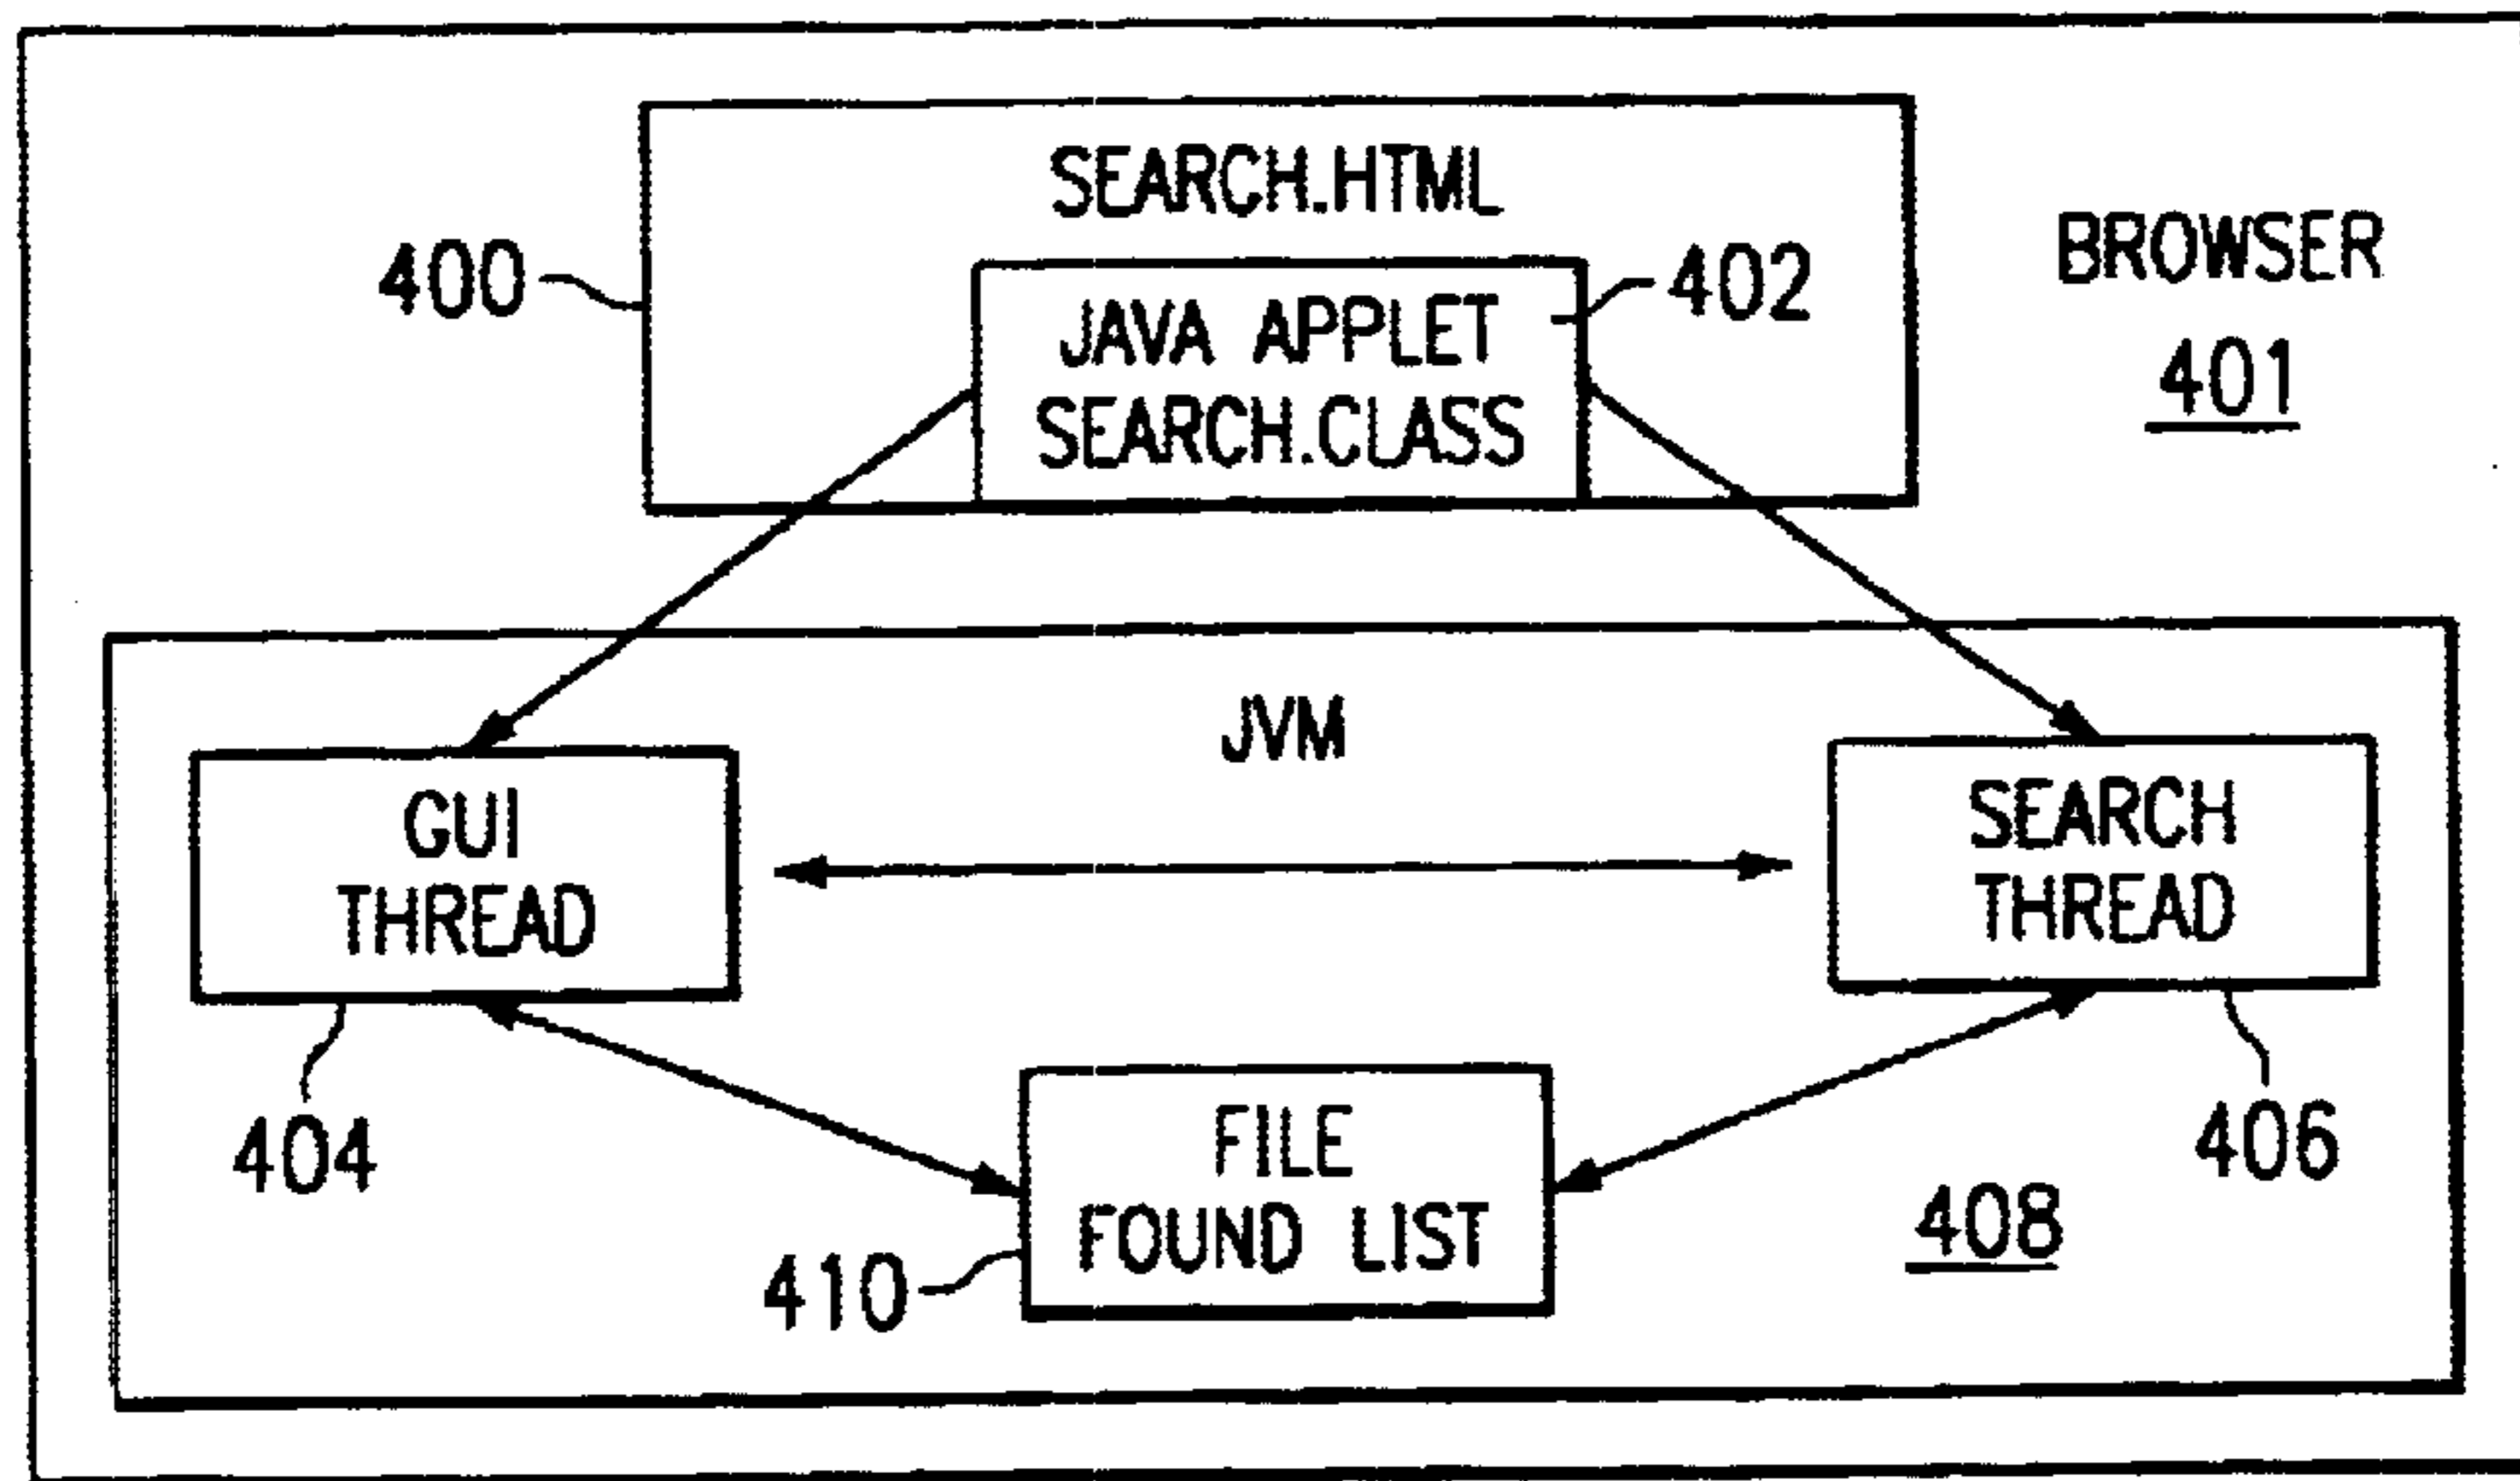 SEARCH.HTML
400
JAVA APPLET
SEARCH.CLASS
402
BROWSER
401
JVM
GUI
THREAD
SEARCH
THREAD
404
FILE
FOUND LIST
410
406
408